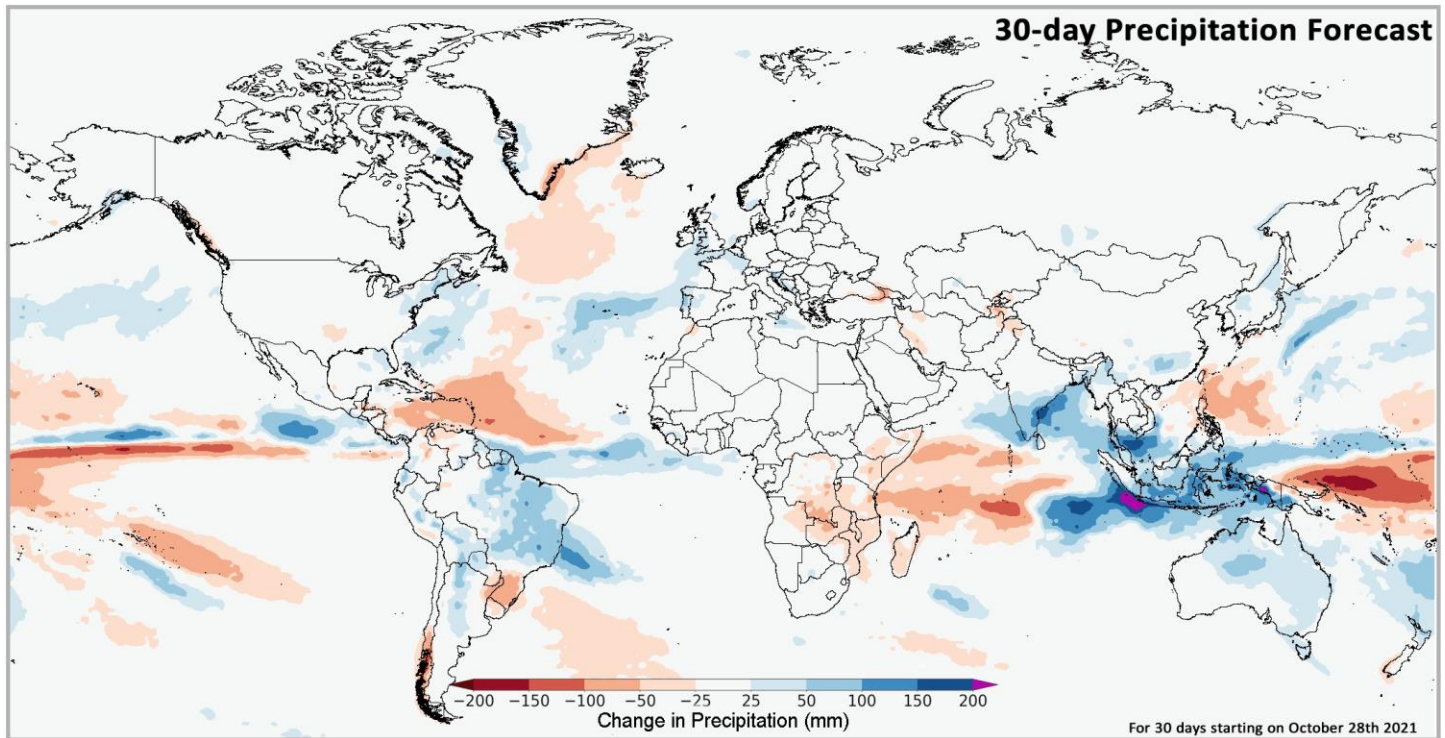 30-day Precipitation Forecast
−200 −150 −100 −50 −25 25 50 100 150 200
Change in Precipitation (mm)
For 30 days starting on October 28th 2021